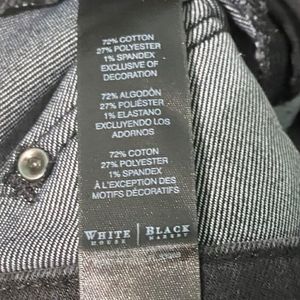 72% COTTON
27% POLYESTER
1% SPANDEX
EXCLUSIVE OF
DECORATION
72% ALGODÓN
27% POLIÉSTER
1% ELASTANO
EXCLUYENDO LOS
ADORNOS
72% COTON
27% POLYESTER
1% SPANDEX
À L'EXCEPTION DES
MOTIFS DÉCORATIFS
WHITE | BLACK
HOUSE | MARKET